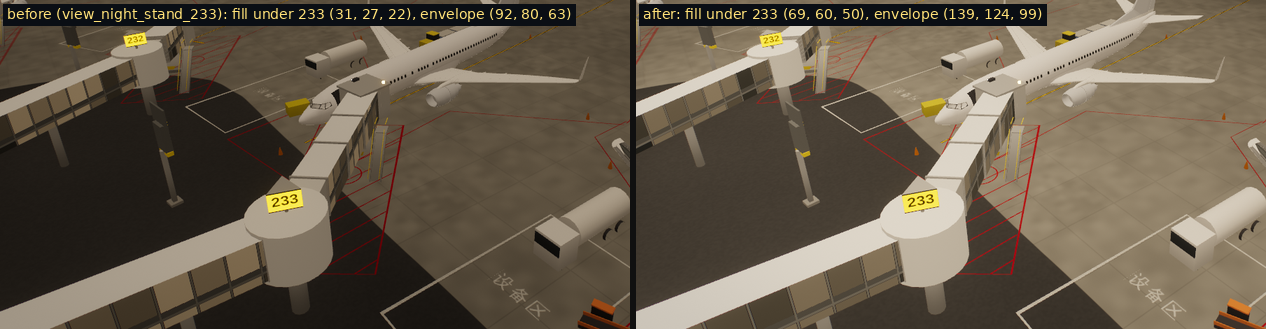 before (view_night_stand_233): fill under 233 (31, 27, 22), envelope (92, 80, 63)
232
233
设备区
after: fill under 233 (69, 60, 50), envelope (139, 124, 99)
232
233
设备区